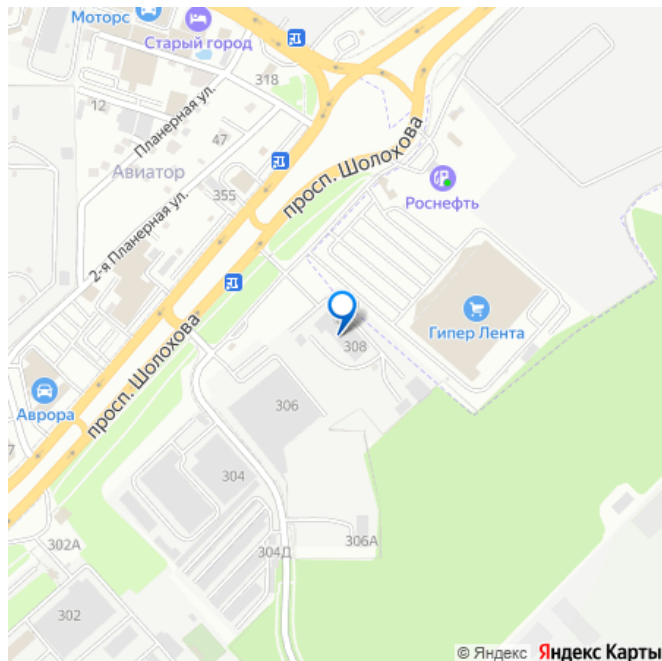 Моторс
Старый город
318
12
Планерная ул.
47
просп. Шолохова
Авиатор
355
Роснефть
2-я Планерная ул.
Гипер Лента
308
просп. Шолохова
Аврора
306
7
304
302А
304Д
306А
302
© Яндекс Яндекс Карты